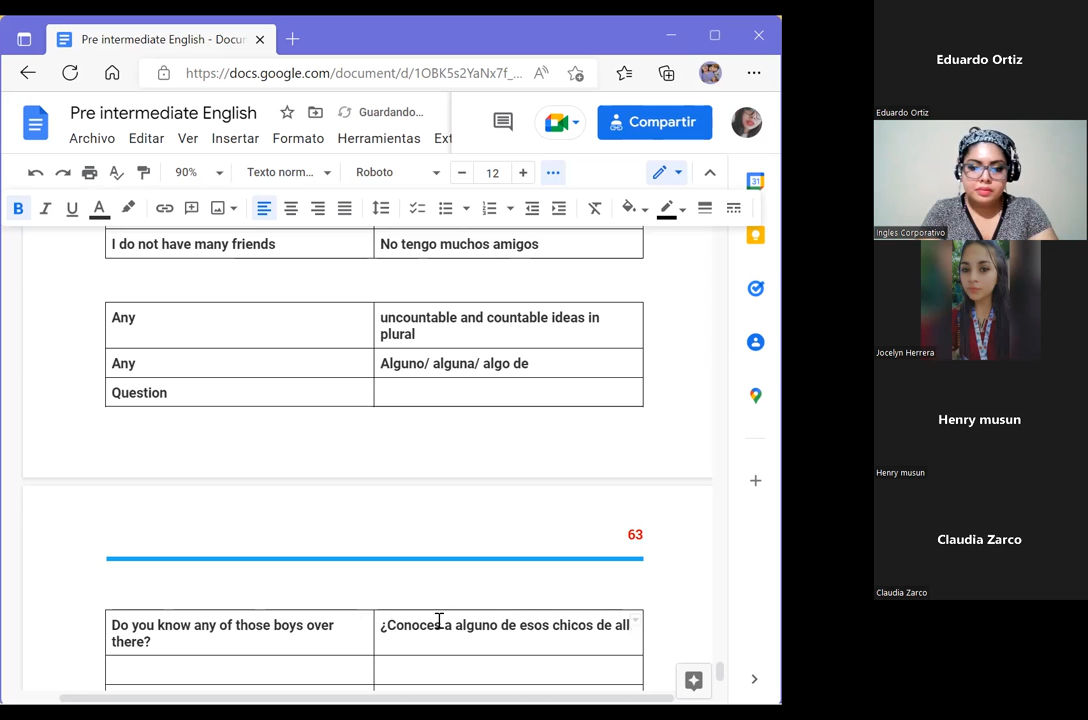 Pre intermediate English - Docur
https://docs.google.com/document/d/1OBK5s2YaNx7f_...
Pre intermediate English
Guardando...
Compartir
Archivo Editar Ver Insertar Formato Herramientas Ext
90% Texto norm... Roboto 12
I do not have many friends No tengo muchos amigos
Any uncountable and countable ideas in
plural
Any Alguno/ alguna/ algo de
Question
63
Do you know any of those boys over ¿Conoces a alguno de esos chicos de all
there?
Eduardo Ortiz
Eduardo Ortiz
Ingles Corporativo
Jocelyn Herrera
Henry musun
Henry musun
Claudia Zarco
Claudia Zarco